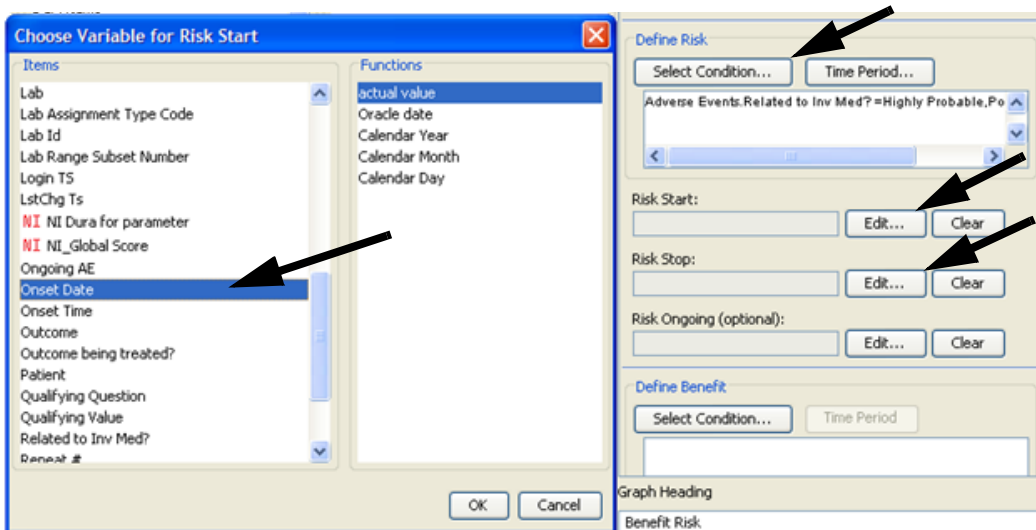 Choose Variable for Risk Start
Items
Lab
Lab Assignment Type Code
Lab Id
Lab Range Subset Number
Login TS
LstChg Ts
NI NI Dura for parameter
NI NI_Global Score
Ongoing AE
Onset Date
Onset Time
Outcome
Outcome being treated?
Patient
Qualifying Question
Qualifying Value
Related to Inv Med?
Repeat #
Functions
actual value
Oracle date
Calendar Year
Calendar Month
Calendar Day
OK Cancel
Define Risk
Select Condition... Time Period...
Adverse Events.Related to Inv Med? =Highly Probable,Po
Risk Start:
Edit... Clear
Risk Stop:
Edit... Clear
Risk Ongoing (optional):
Edit... Clear
Define Benefit
Select Condition... Time Period
Graph Heading
Benefit Risk